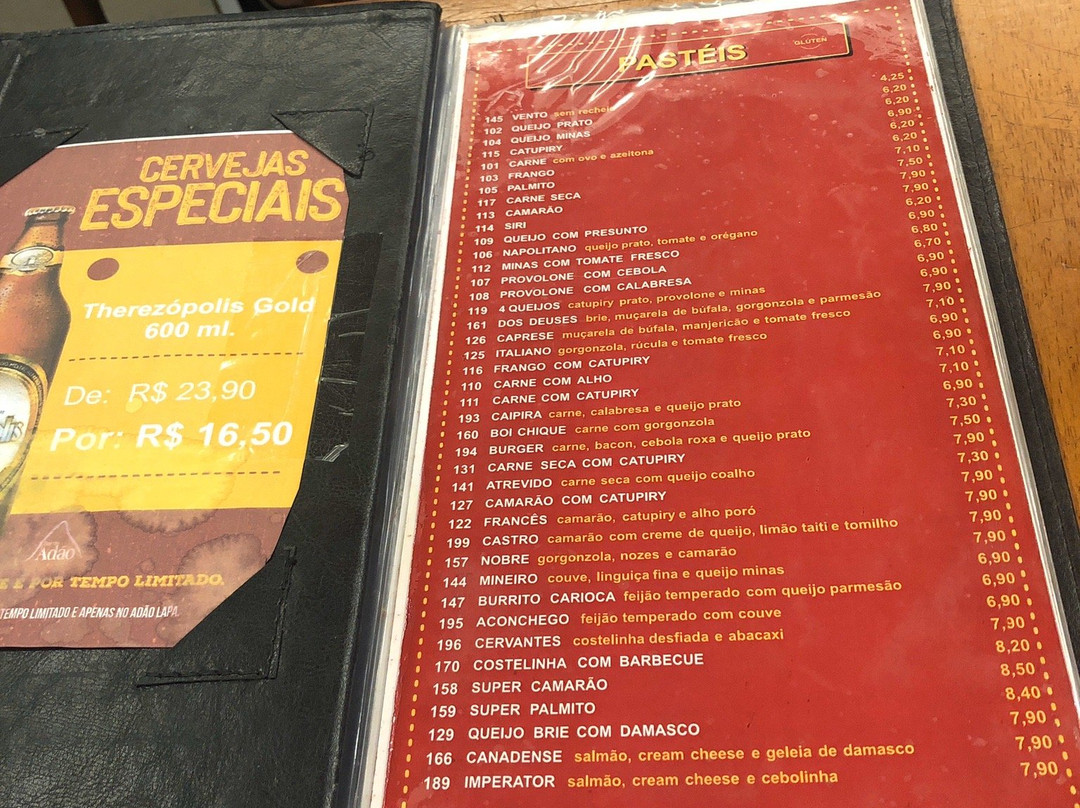 CERVEJAS
ESPECIAIS
Therezópolis Gold
600 ml.
De: R$ 23,90
Por: R$ 16,50
Adão
E E POR TEMPO LIMITADO.
TEMPO LIMITADO E APENAS NO ADÃO LAPA.
PASTÉIS
GLÚTEN
145 VENTO sem recheio 4,25
102 QUEIJO PRATO 6,20
104 QUEIJO MINAS 6,20
115 CATUPIRY 6,90
101 CARNE com ovo e azeitona 6,20
103 FRANGO 6,20
105 PALMITO 7,10
117 CARNE SECA 7,50
113 CAMARÃO 7,90
114 SIRI 7,90
109 QUEIJO COM PRESUNTO 6,20
106 NAPOLITANO queijo prato, tomate e orégano 6,90
112 MINAS COM TOMATE FRESCO 6,80
107 PROVOLONE COM CEBOLA 6,70
108 PROVOLONE COM CALABRESA 6,90
119 4 QUEIJOS catupiry prato, provolone e minas 6,90
161 DOS DEUSES brie, muçarela de búfala, gorgonzola e parmesão 7,90
126 CAPRESE muçarela de búfala, manjericão e tomate fresco 7,10
125 ITALIANO gorgonzola, rúcula e tomate fresco 6,90
116 FRANGO COM CATUPIRY 6,90
110 CARNE COM ALHO 7,10
111 CARNE COM CATUPIRY 7,10
193 CAIPIRA carne, calabresa e queijo prato 6,90
160 BOI CHIQUE carne com gorgonzola 7,30
194 BURGER carne, bacon, cebola roxa e queijo prato 7,50
131 CARNE SECA COM CATUPIRY 7,90
141 ATREVIDO carne seca com queijo coalho 7,30
127 CAMARÃO COM CATUPIRY 7,90
122 FRANCÊS camarão, catupiry e alho poró 7,90
199 CASTRO camarão com creme de queijo, limão taiti e tomilho 7,90
157 NOBRE gorgonzola, nozes e camarão 7,90
144 MINEIRO couve, linguiça fina e queijo minas 6,90
147 BURRITO CARIOCA feijão temperado com queijo parmesão 6,90
195 ACONCHEGO feijão temperado com couve 6,90
196 CERVANTES costelinha desfiada e abacaxi 7,90
170 COSTELINHA COM BARBECUE 8,20
158 SUPER CAMARÃO 8,50
159 SUPER PALMITO 8,40
129 QUEIJO BRIE COM DAMASCO 7,90
166 CANADENSE salmão, cream cheese e geleia de damasco 7,90
189 IMPERATOR salmão, cream cheese e cebolinha 7,90